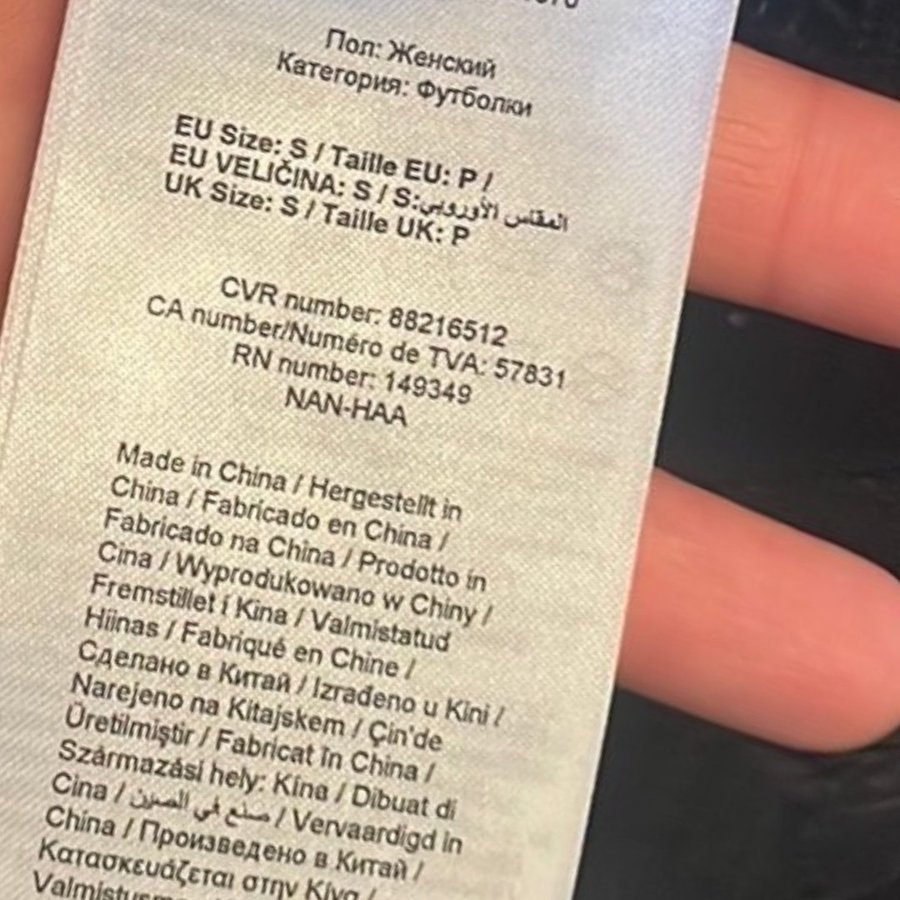 Пол: Женский
Категория: Футболки
EU Size: S / Taille EU: P /
EU VELIČINA: S / S:المقاس الأوروبي
UK Size: S / Taille UK: P
CVR number: 88216512
CA number/Numéro de TVA: 57831
RN number: 149349
NAN-HAA
Made in China / Hergestellt in
China / Fabricado en China /
Fabricado na China / Prodotto in
Cina / Wyprodukowano w Chiny /
Fremstillet i Kina / Valmistatud
Hiinas / Fabriqué en Chine /
Сделано в Китай / Izrađeno u Kini /
Narejeno na Kitajskem / Çin'de
Üretilmiştir / Fabricat în China /
Származási hely: Kína / Dibuat di
Cina / صنع في الصين / Vervaardigd in
China / Произведено в Китай /
Κατασκευάζεται στην Κίνα /